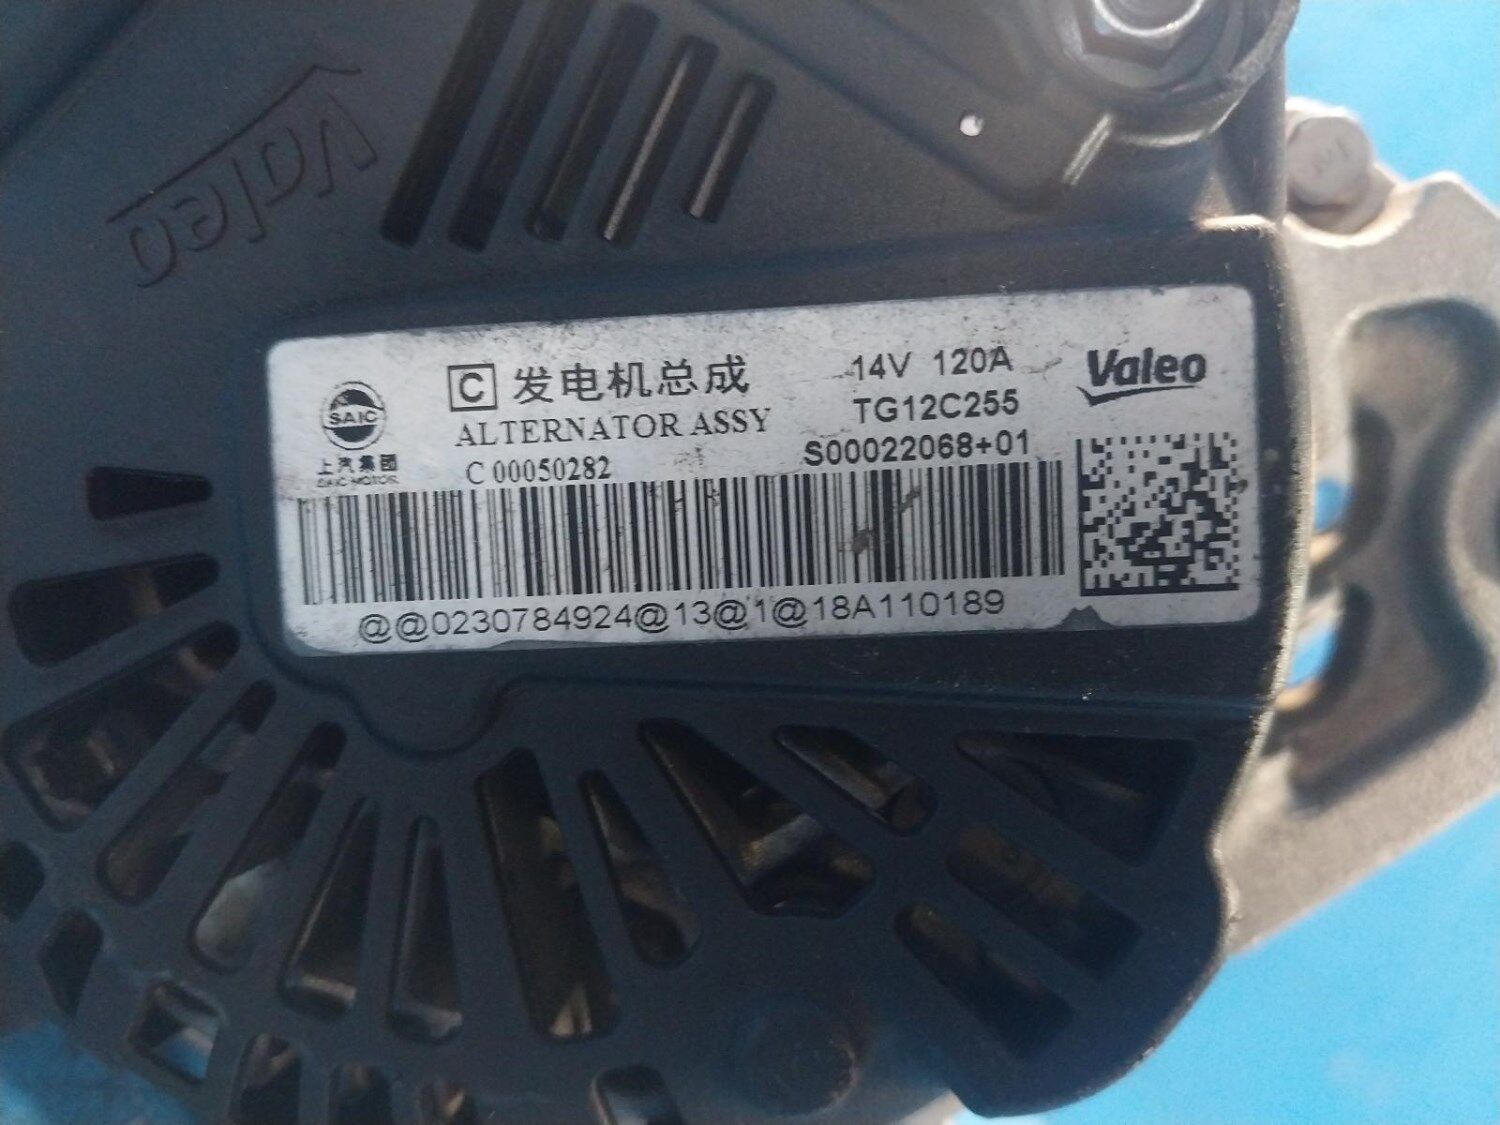 Valeo
SAIC
上汽集团
SAIC MOTOR
C 发电机总成
ALTERNATOR ASSY
C 00050282
14V 120A
TG12C255
S00022068+01
Valeo
@@0230784924@13@1@18A110189